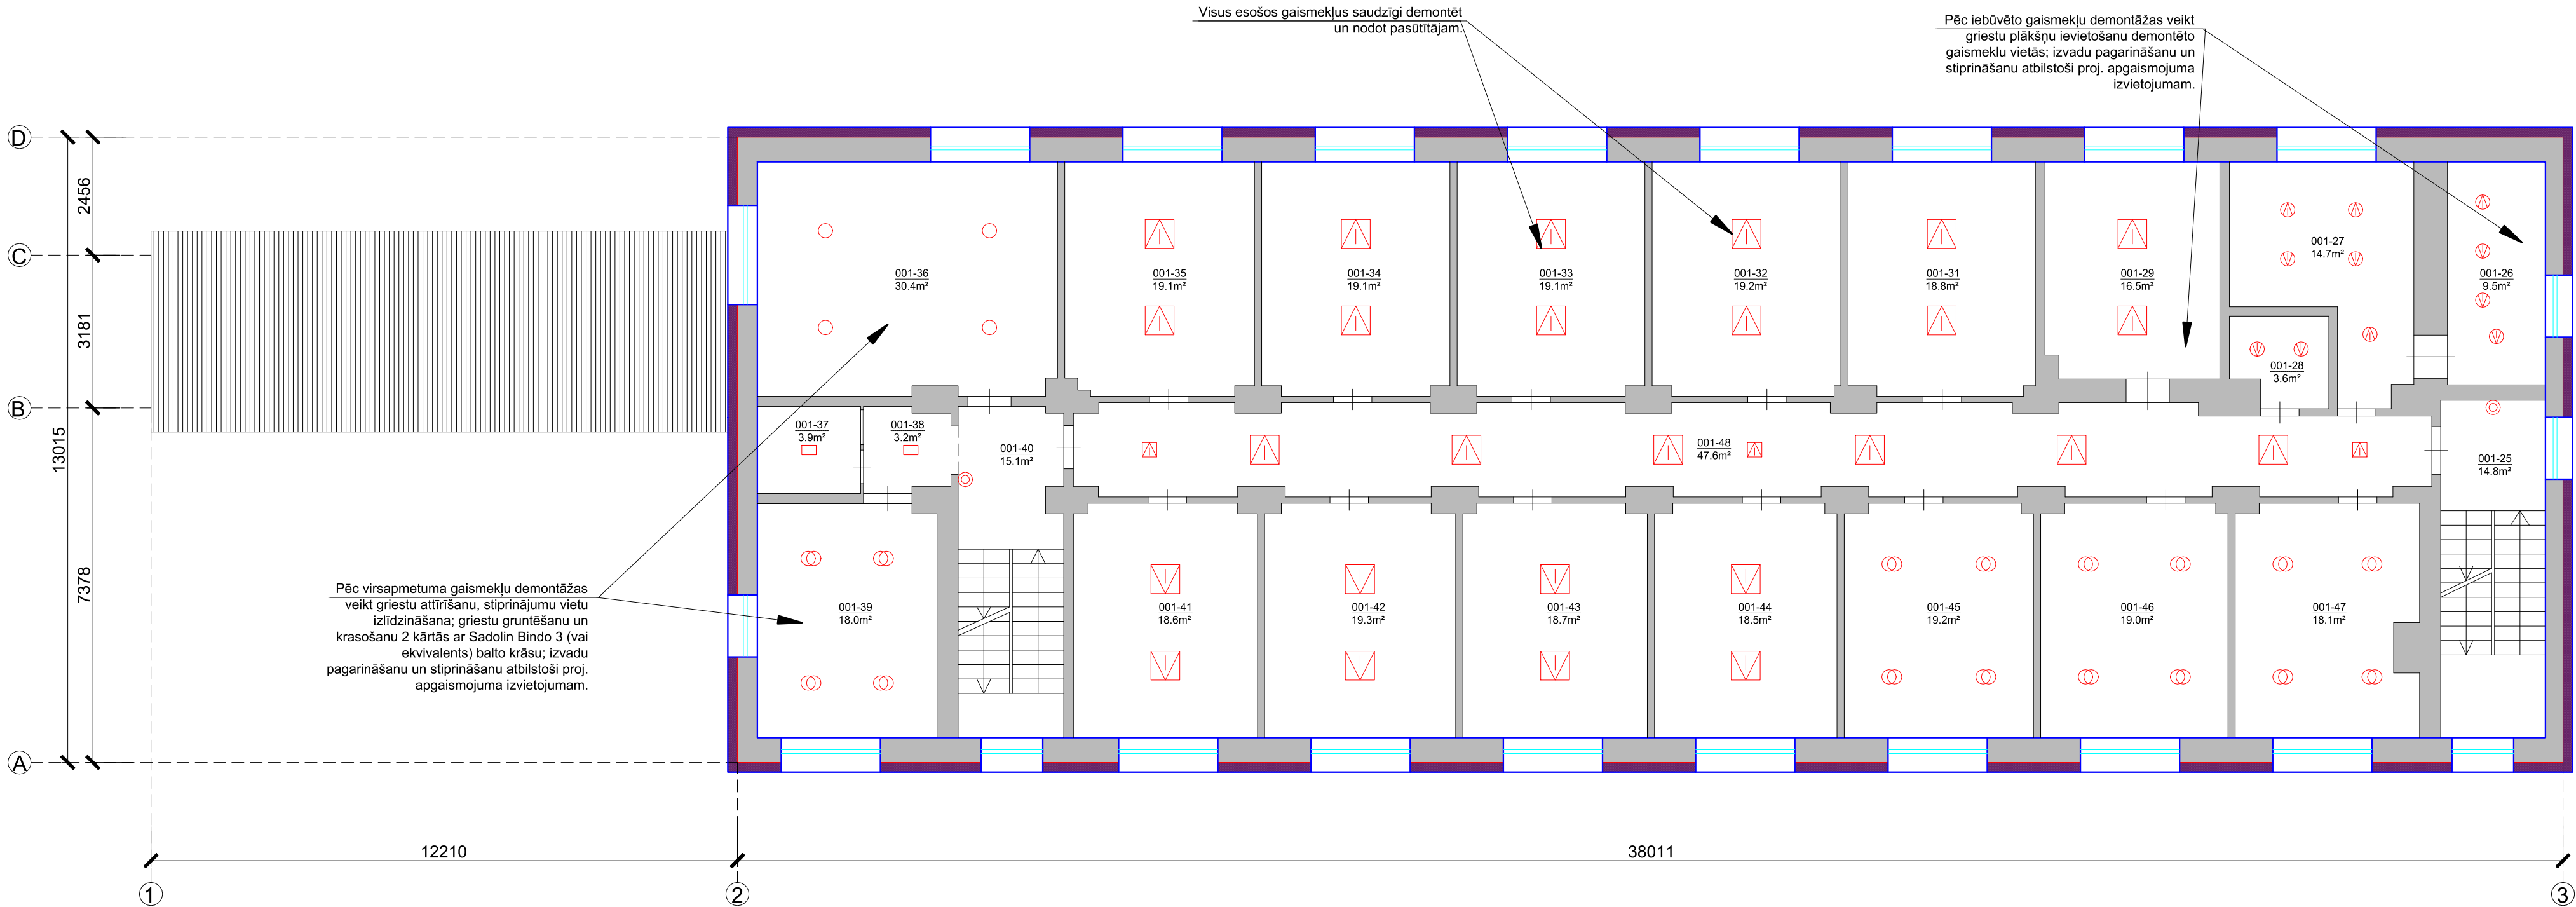 Visus esošos gaismekļus saudzīgi demontēt
un nodot pasūtītājam.
Pēc iebūvēto gaismekļu demontāžas veikt
griestu plākšņu ievietošanu demontēto
gaismeklu vietās; izvadu pagarināšanu un
stiprināšanu atbilstoši proj. apgaismojuma
izvietojumam.
D
C
B
A
2456
3181
7378
13015
001-36
30.4m²
001-35
19.1m²
001-34
19.1m²
001-33
19.1m²
001-32
19.2m²
001-31
18.8m²
001-29
16.5m²
001-27
14.7m²
001-26
9.5m²
001-28
3.6m²
001-37
3.9m²
001-38
3.2m²
001-40
15.1m²
001-48
47.6m²
001-25
14.8m²
Pēc virsapmetuma gaismekļu demontāžas
veikt griestu attīrīšanu, stiprinājumu vietu
izlīdzināšana; griestu gruntēšanu un
krasošanu 2 kārtās ar Sadolin Bindo 3 (vai
ekvivalents) balto krāsu; izvadu
pagarināšanu un stiprināšanu atbilstoši proj.
apgaismojuma izvietojumam.
001-39
18.0m²
001-41
18.6m²
001-42
19.3m²
001-43
18.7m²
001-44
18.5m²
001-45
19.2m²
001-46
19.0m²
001-47
18.1m²
12210
38011
1
2
3